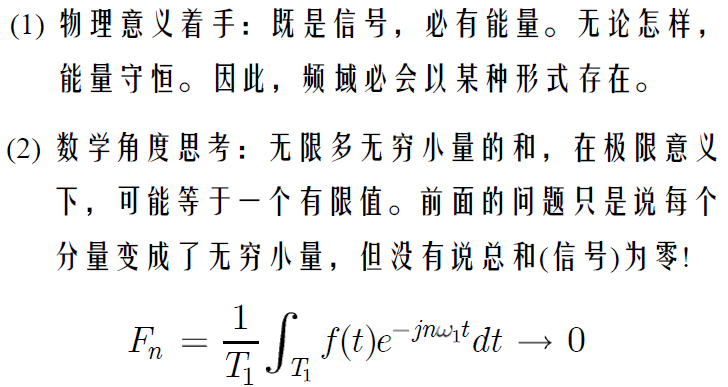 (1) 物理意义着手：既是信号，必有能量。无论怎样，
能量守恒。因此，频域必会以某种形式存在。
(2) 数学角度思考：无限多无穷小量的和，在极限意义
下，可能等于一个有限值。前面的问题只是说每个
分量变成了无穷小量，但没有说总和(信号)为零!
F_n = \frac{1}{T_1} \int_{T_1} f(t) e^{-jn\omega_1 t} dt \to 0